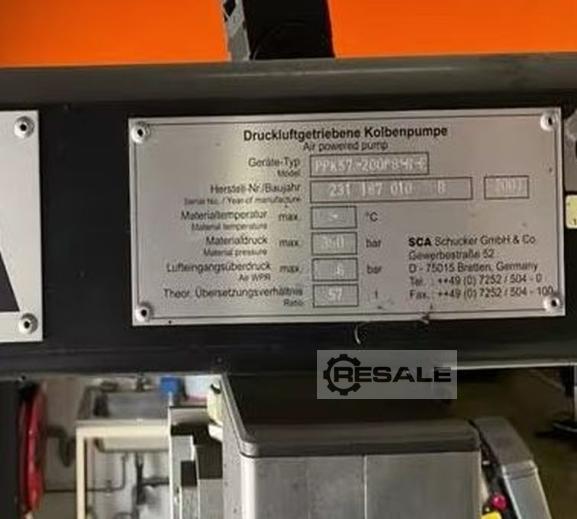 Druckluftgetriebene Kolbenpumpe
Air powered pump
Geräte-Typ
Model
Herstell-Nr./Baujahr 231 187 010 B
Serial No. / Year of manufacture
Materialtemperatur max. °C
Material temperature
Materialdruck max. bar
Material pressure
Lufteingangsüberdruck max. 6 bar
Air WPR
Theor. Übersetzungsverhältnis 57 : 1
Ratio
SCA Schucker GmbH & Co.
Gewerbestraße 52
D - 75015 Bretten, Germany
Tel. : ++49 (0) 7252 / 504 - 0
Fax. : ++49 (0) 7252 / 504 - 100
RESALE